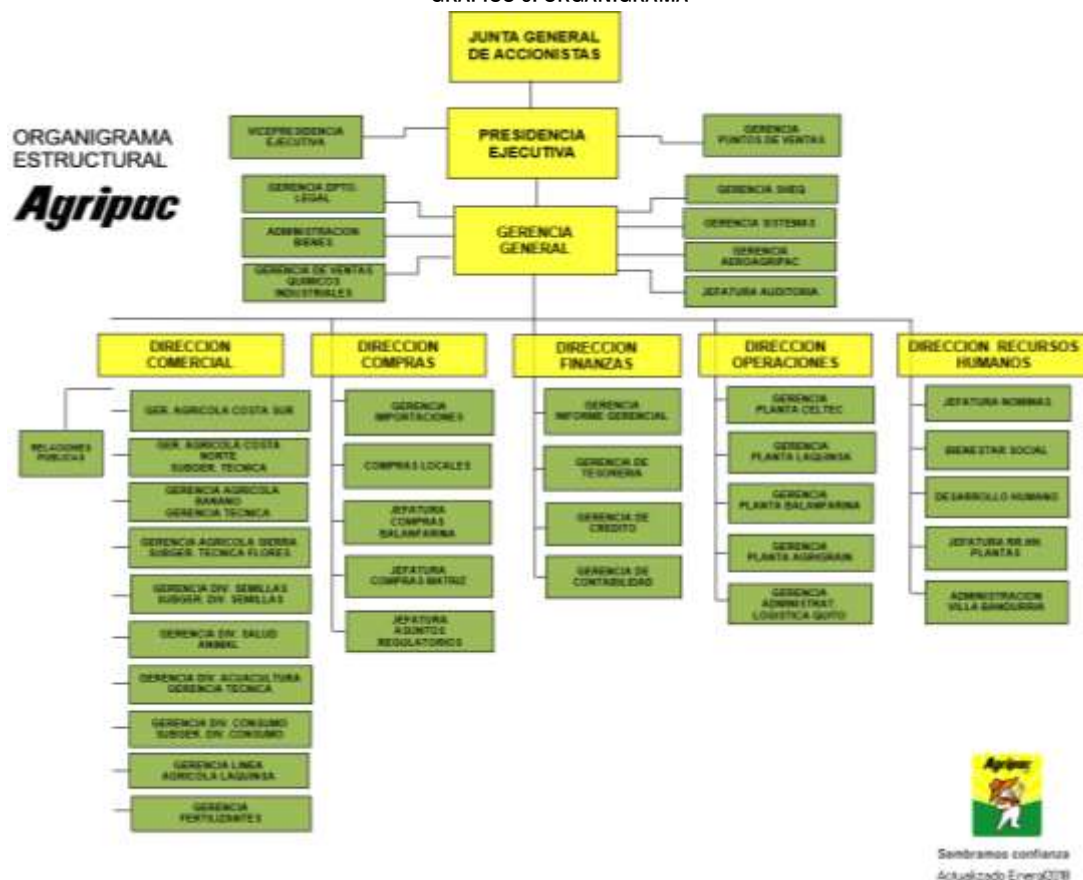 GRÁFICO 3. ORGANIGRAMA
JUNTA GENERAL
DE ACCIONISTAS
ORGANIGRAMA
ESTRUCTURAL
Agripac
VICEPRESIDENCIA
EJECUTIVA
PRESIDENCIA
EJECUTIVA
GERENCIA
PUNTOS DE VENTAS
GERENCIA DPTO.
LEGAL
ADMINISTRACION
BIENES
GERENCIA DE VENTAS
QUIMICOS
INDUSTRIALES
GERENCIA
GENERAL
GERENCIA
GERENCIA SISTEMAS
GERENCIA
AEROAGRIPAC
JEFATURA AUDITORIA
DIRECCION
COMERCIAL
RELACIONES
PUBLICAS
GER. AGRICOLA COSTA SUR
GER. AGRICOLA COSTA
NORTE
SUBGER. TECNICA
GERENCIA AGRICOLA
BANANO
GERENCIA TECNICA
GERENCIA AGRICOLA SIERRA
SUBGER. TECNICA FLORES
GERENCIA DIV. SEMILLAS
SUBGER. DIV. SEMILLAS
GERENCIA DIV. SALUD
ANIMAL
GERENCIA DIV. ACUACULTURA
GERENCIA TECNICA
GERENCIA DIV. CONSUMO
SUBGER. DIV. CONSUMO
GERENCIA LINEA
AGRICOLA LAQUINSA
GERENCIA
FERTILIZANTES
DIRECCION
COMPRAS
GERENCIA
IMPORTACIONES
COMPRAS LOCALES
JEFATURA
COMPRAS
BALANFARINA
JEFATURA
COMPRAS MATRIZ
JEFATURA
ASUNTOS
REGULATORIOS
DIRECCION
FINANZAS
GERENCIA
INFORME GERENCIAL
GERENCIA DE
TESORERIA
GERENCIA DE
CREDITO
GERENCIA DE
CONTABILIDAD
DIRECCION
OPERACIONES
GERENCIA
PLANTA CELTEC
GERENCIA
PLANTA LAQUINSA
GERENCIA
PLANTA BALANFARINA
GERENCIA
PLANTA AGRIGRAIN
GERENCIA
ADMINISTRAT.
LOGISTICA QUITO
DIRECCION RECURSOS
HUMANOS
JEFATURA NOMINAS
BIENESTAR SOCIAL
DESARROLLO HUMANO
JEFATURA RR.HH
PLANTAS
ADMINISTRACION
VILLA BANDURRIA
Agripac
Sembramos confianza
Actualizado Enero/2018